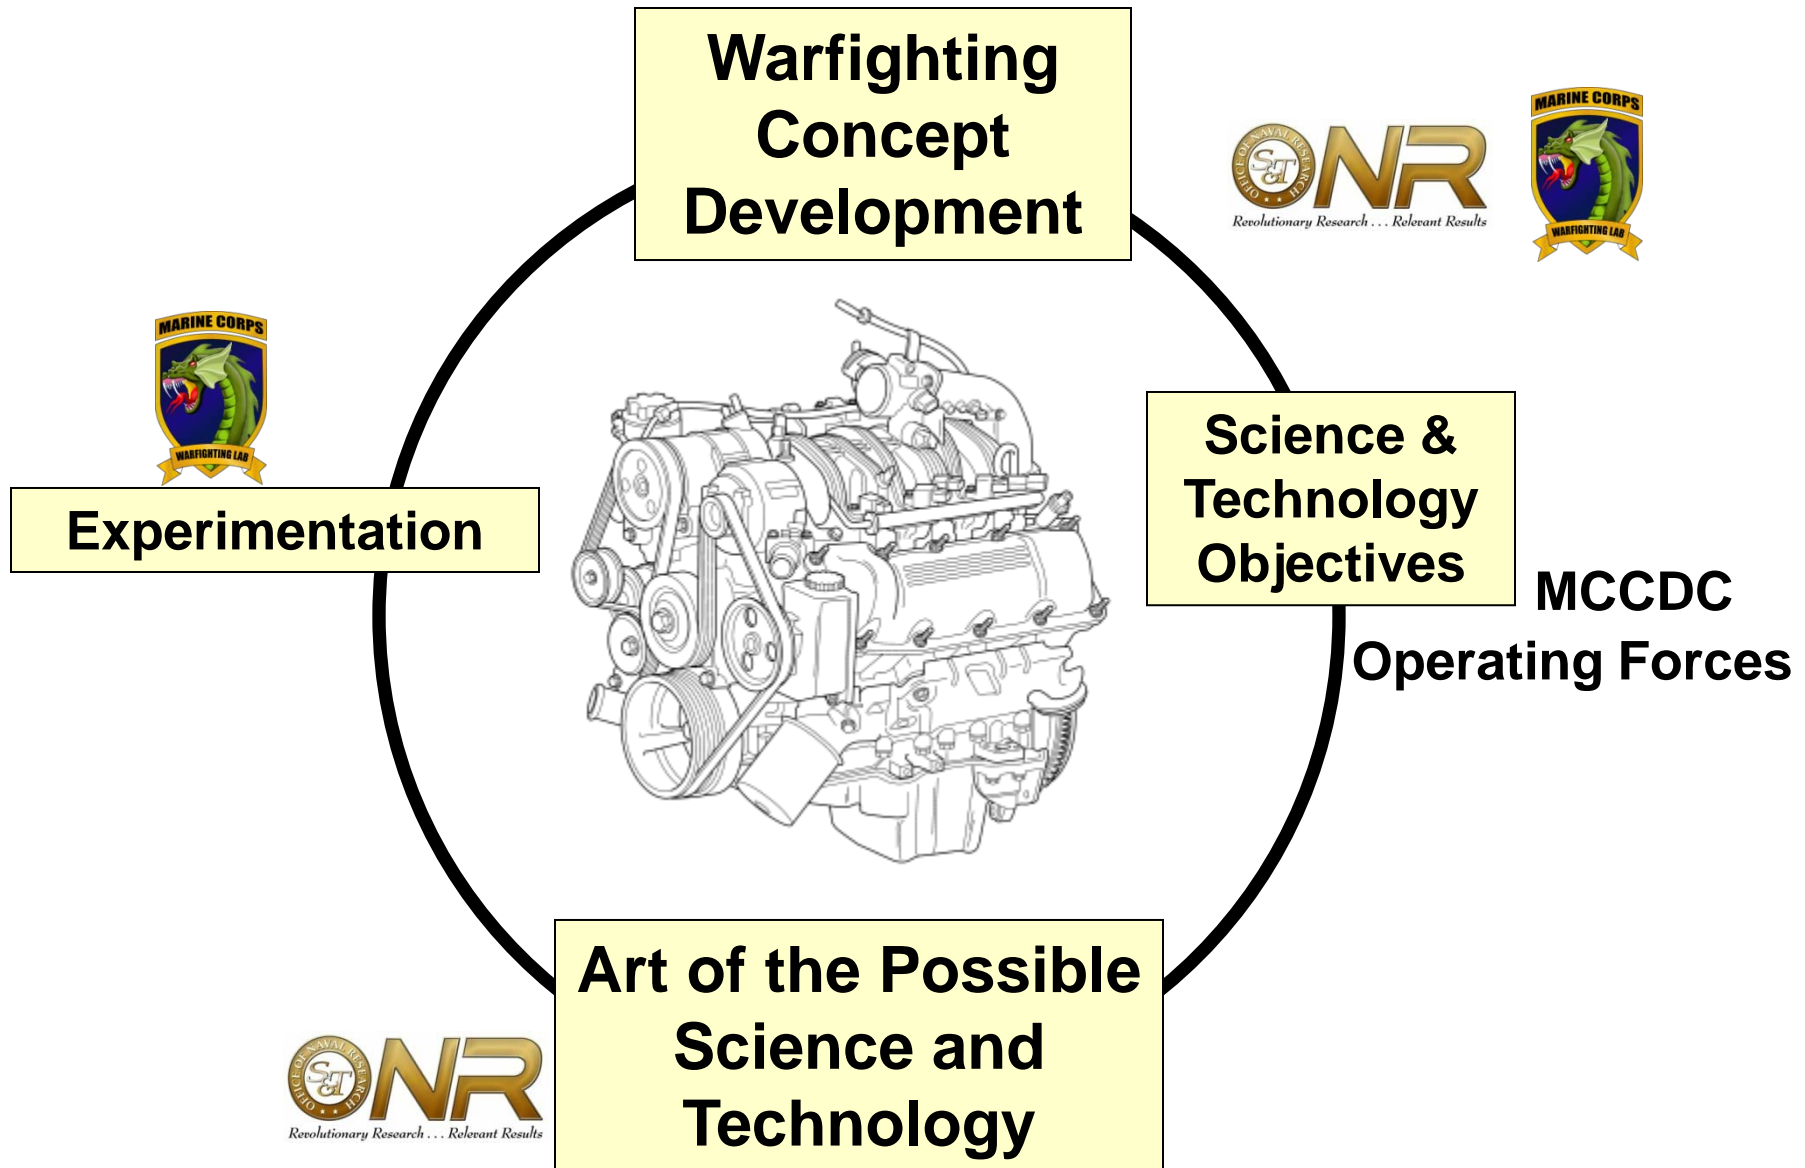 Warfighting
Concept
Development
OFFICE OF NAVAL RESEARCH
S&T
ONR
Revolutionary Research . . . Relevant Results
MARINE CORPS
WARFIGHTING LAB
MARINE CORPS
WARFIGHTING LAB
Experimentation
Science &
Technology
Objectives
MCCDC
Operating Forces
Art of the Possible
Science and
Technology
OFFICE OF NAVAL RESEARCH
S&T
ONR
Revolutionary Research . . . Relevant Results